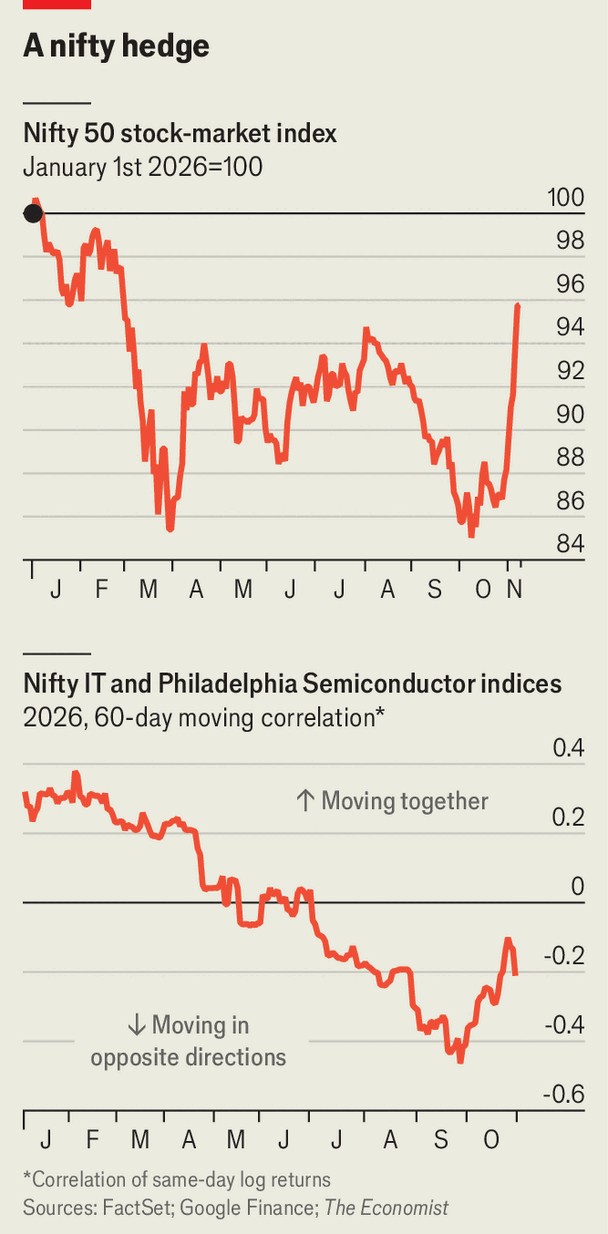 A nifty hedge
Nifty 50 stock-market index
January 1st 2026=100
100
98
96
94
92
90
88
86
84
J F M A M J J A S O N
Nifty IT and Philadelphia Semiconductor indices
2026, 60-day moving correlation*
0.4
↑ Moving together
0.2
0
-0.2
-0.4
↓ Moving in
opposite directions
-0.6
J F M A M J J A S O
*Correlation of same-day log returns
Sources: FactSet; Google Finance; The Economist